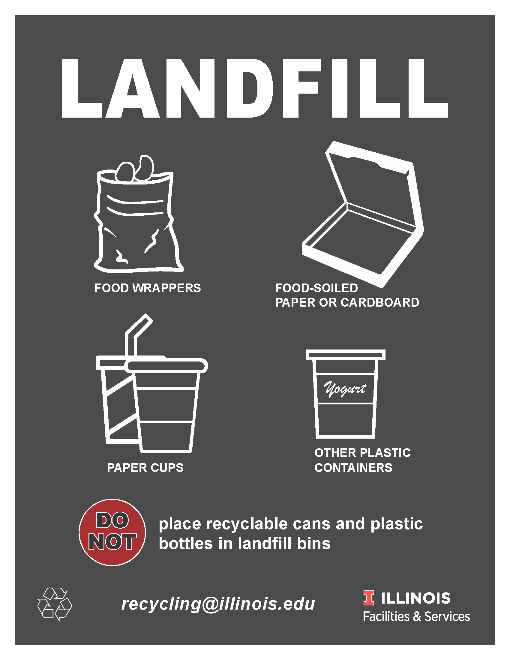 LANDFILL
FOOD WRAPPERS
FOOD-SOILED
PAPER OR CARDBOARD
PAPER CUPS
Yogurt
OTHER PLASTIC
CONTAINERS
DO
NOT
place recyclable cans and plastic
bottles in landfill bins
recycling@illinois.edu
I ILLINOIS
Facilities & Services